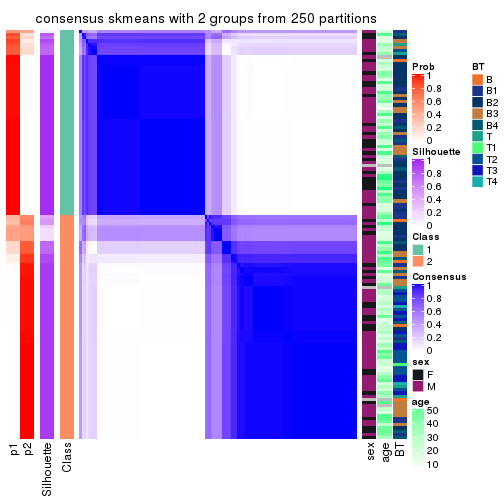 consensus skmeans with 2 groups from 250 partitions
Prob
1
0.8
0.6
0.4
0.2
0
Silhouette
1
0.8
0.6
0.4
0.2
0
Class
1
2
Consensus
1
0.8
0.6
0.4
0.2
0
sex
F
M
age
50
40
30
20
10
BT
B
B1
B2
B3
B4
T
T1
T2
T3
T4
p1
p2
Silhouette
Class
sex
age
BT